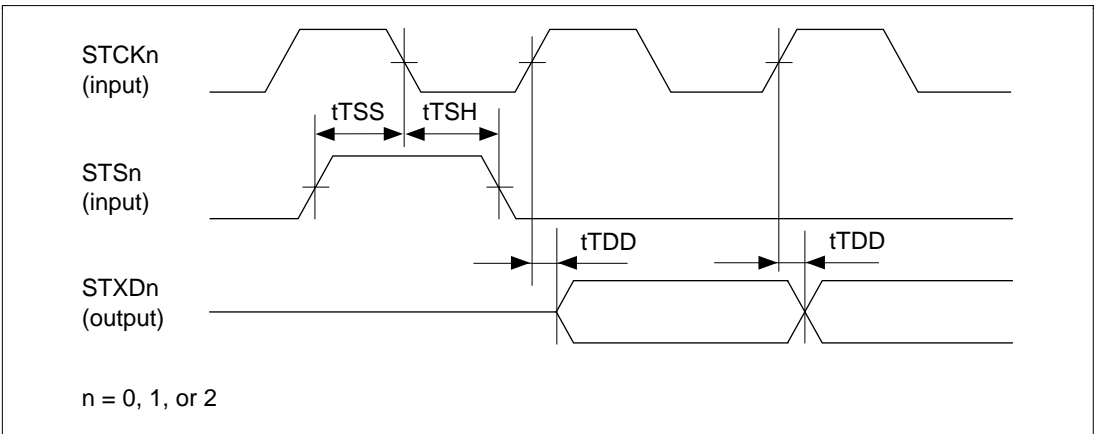 STCKn
(input)
tTSS tTSH
STSn
(input)
tTDD tTDD
STXDn
(output)
n = 0, 1, or 2